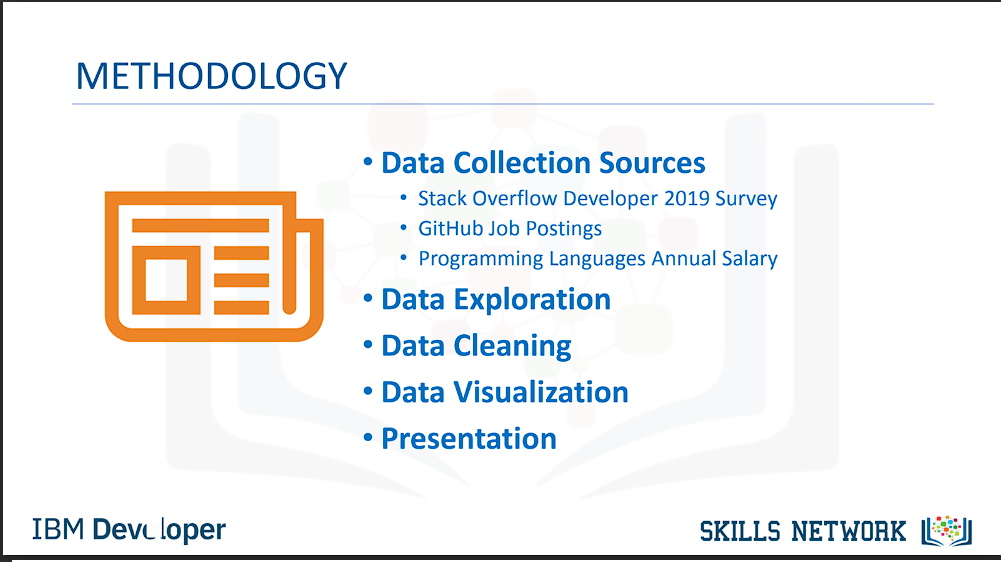 METHODOLOGY
• Data Collection Sources
• Stack Overflow Developer 2019 Survey
• GitHub Job Postings
• Programming Languages Annual Salary
• Data Exploration
• Data Cleaning
• Data Visualization
• Presentation
IBM Developer
SKILLS NETWORK